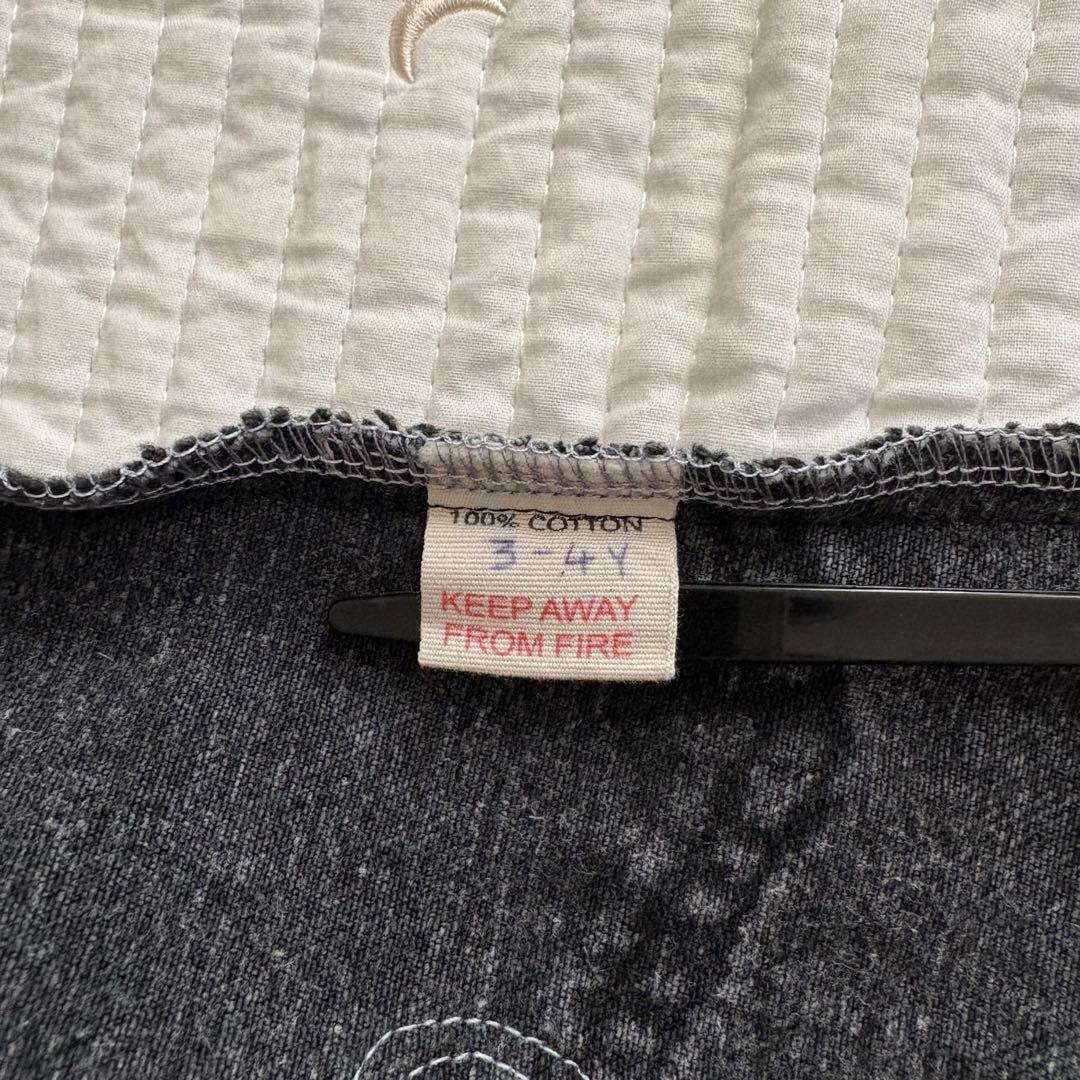 100% COTTON
3-4Y
KEEP AWAY
FROM FIRE